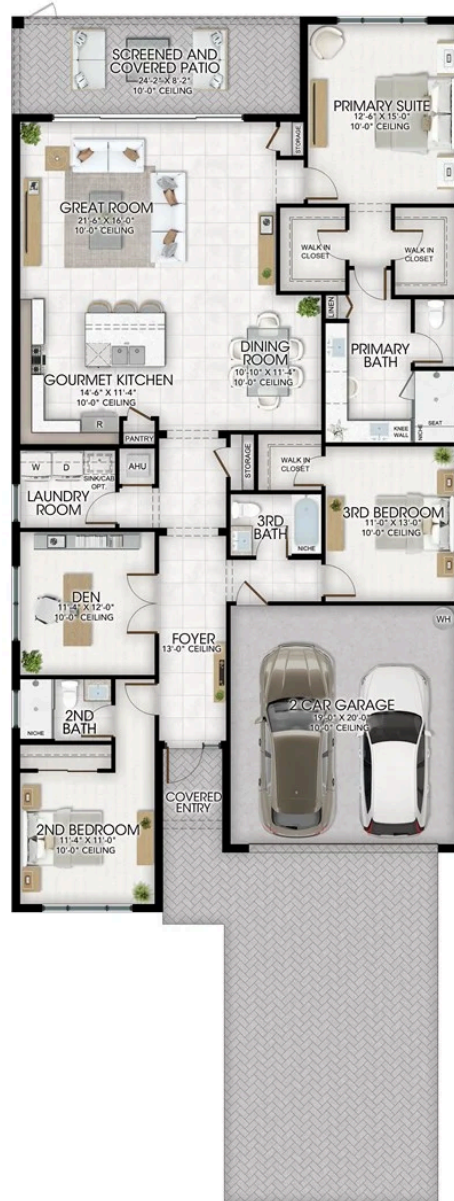 SCREENED AND
COVERED PATIO
24'-2" X 8'-2"
10'-0" CEILING
PRIMARY SUITE
12'-6" X 15'-0"
10'-0" CEILING
STORAGE
GREAT ROOM
21'-6" X 16'-0"
10'-0" CEILING
WALK IN
CLOSET
WALK IN
CLOSET
LINEN
PRIMARY
BATH
DINING
ROOM
10'-10" X 11'-4"
10'-0" CEILING
GOURMET KITCHEN
14'-6" X 11'-4"
10'-0" CEILING
R
PANTRY
KNEE
WALL
NICHE
SEAT
W
D
SINK/CAB
OPT.
AHU
STORAGE
WALK IN
CLOSET
LAUNDRY
ROOM
3RD
BATH
NICHE
3RD BEDROOM
11'-0" X 13'-0"
10'-0" CEILING
DEN
11'-4" X 12'-0"
10'-0" CEILING
FOYER
13'-0" CEILING
WH
2 CAR GARAGE
19'-0" X 20'-0"
10'-0" CEILING
NICHE
2ND
BATH
COVERED
ENTRY
2ND BEDROOM
11'-4" X 11'-0"
10'-0" CEILING